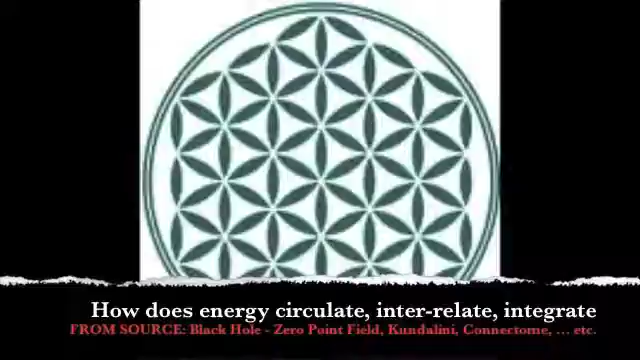 How does energy circulate, inter-relate, integrate
FROM SOURCE: Black Hole - Zero Point Field, Kundalini, Connectome, ... etc.